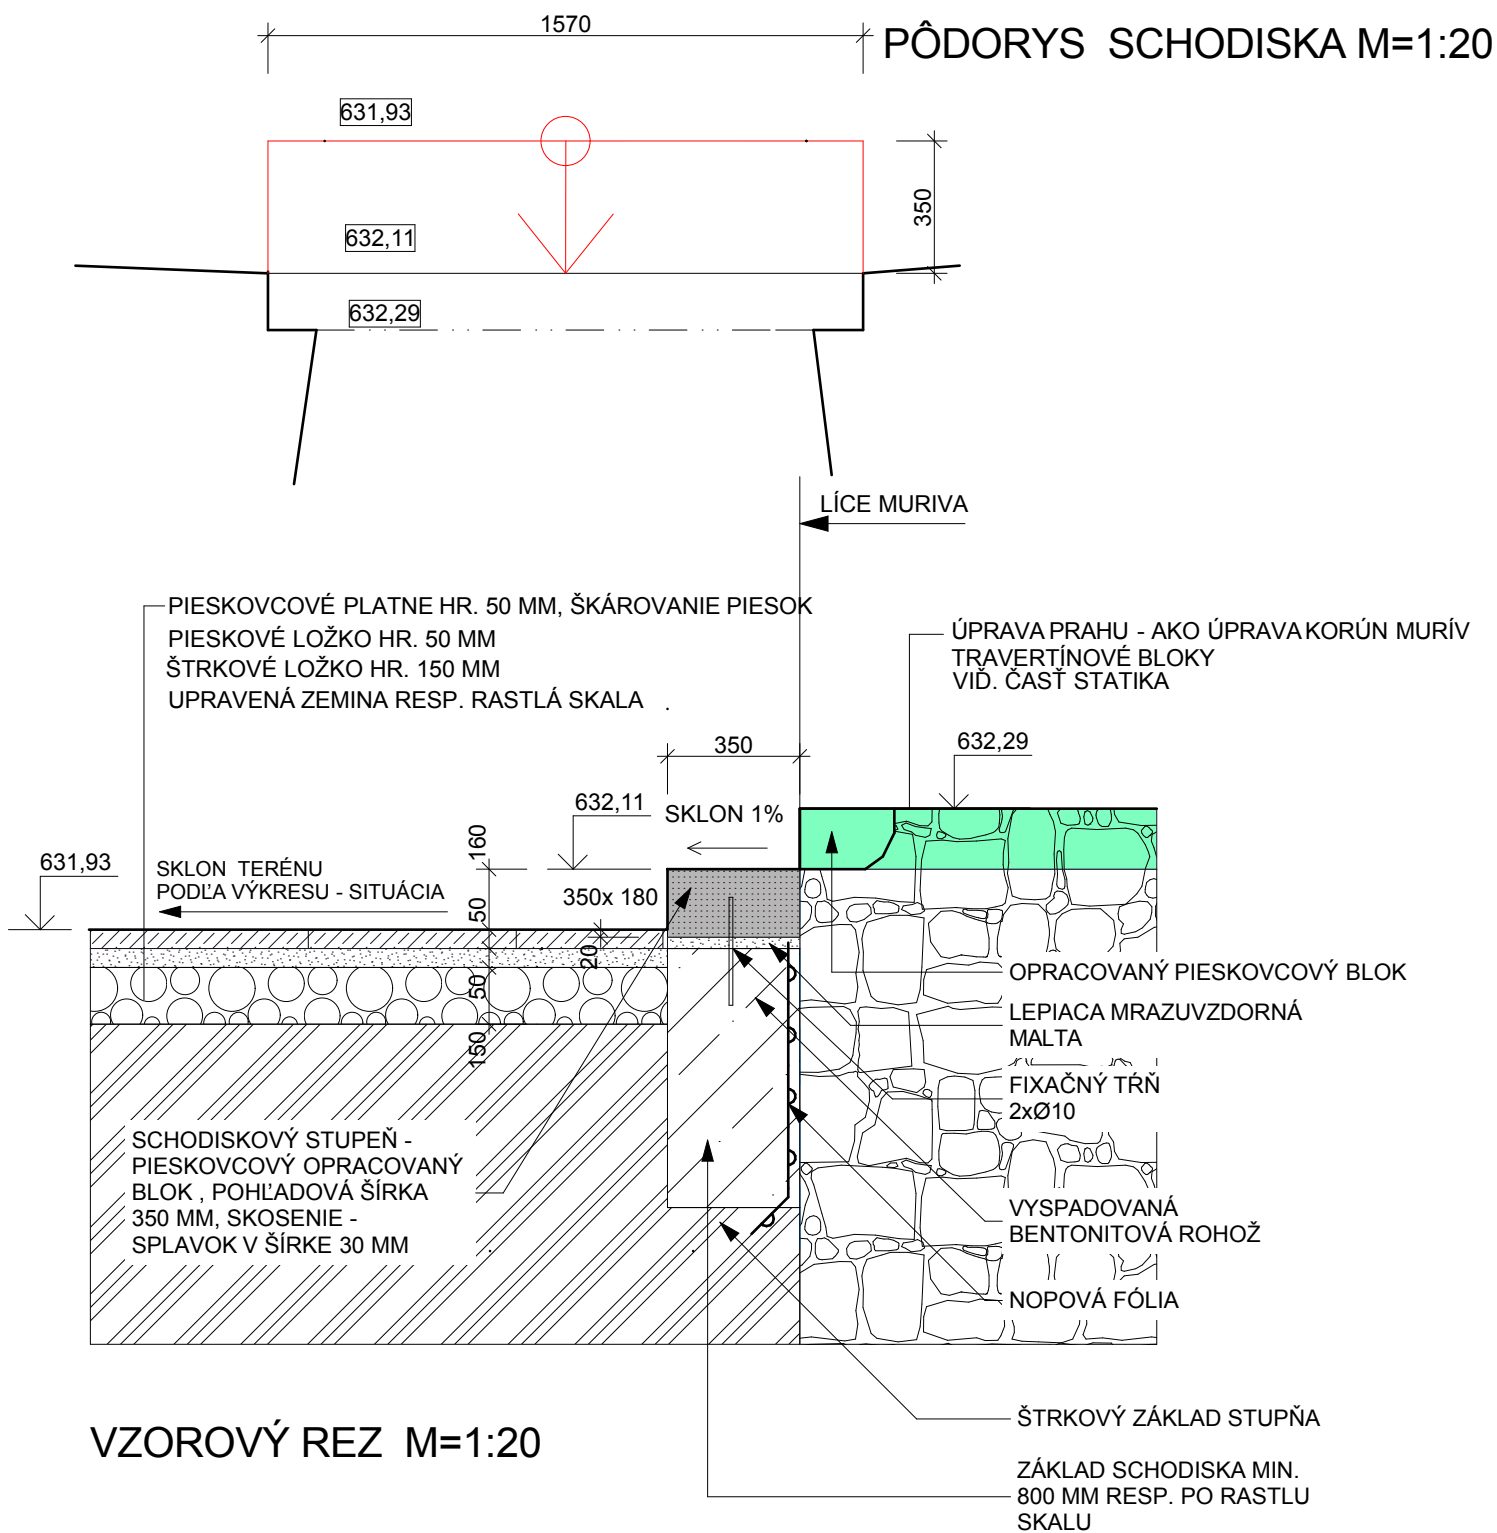 1570
PÔDORYS SCHODISKA M=1:20
631,93
350
632,11
632,29
LÍCE MURIVA
PIESKOVCOVÉ PLATNE HR. 50 MM, ŠKÁROVANIE PIESOK
PIESKOVÉ LOŽKO HR. 50 MM
ŠTRKOVÉ LOŽKO HR. 150 MM
UPRAVENÁ ZEMINA RESP. RASTLÁ SKALA
ÚPRAVA PRAHU - AKO ÚPRAVA KORÚN MURÍV
TRAVERTÍNOVÉ BLOKY
VIĎ. ČASŤ STATIKA
350
632,29
632,11
SKLON 1%
160
631,93
SKLON TERÉNU
PODĽA VÝKRESU - SITUÁCIA
350x 180
50
20
50
150
OPRACOVANÝ PIESKOVCOVÝ BLOK
LEPIACA MRAZUVZDORNÁ
MALTA
FIXAČNÝ TŔŇ
2xØ10
SCHODISKOVÝ STUPEŇ -
PIESKOVCOVÝ OPRACOVANÝ
BLOK , POHĽADOVÁ ŠÍRKA
350 MM, SKOSENIE -
SPLAVOK V ŠÍRKE 30 MM
VYSPADOVANÁ
BENTONITOVÁ ROHOŽ
NOPOVÁ FÓLIA
ŠTRKOVÝ ZÁKLAD STUPŇA
VZOROVÝ REZ M=1:20
ZÁKLAD SCHODISKA MIN.
800 MM RESP. PO RASTLU
SKALU